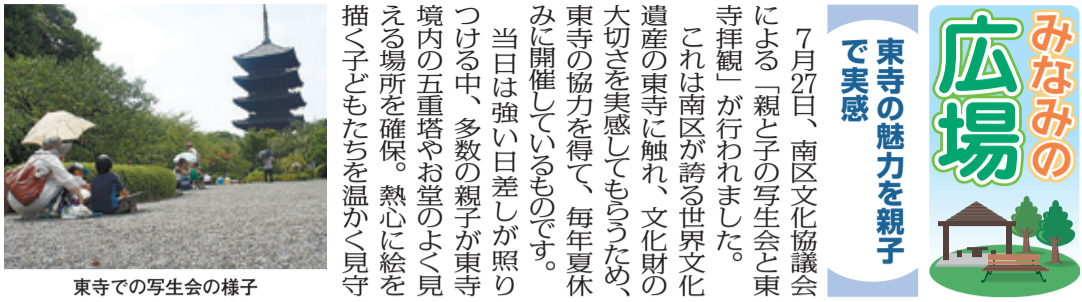 みなみの
広場
東寺の魅力を親子
で実感
　7月27日、南区文化協議会
による「親と子の写生会と東
寺拝観」が行われました。
　これは南区が誇る世界文化
遺産の東寺に触れ、文化財の
大切さを実感してもらうため、
東寺の協力を得て、毎年夏休
みに開催しているものです。
　当日は強い日差しが照り
つける中、多数の親子が東寺
境内の五重塔やお堂のよく見
える場所を確保。熱心に絵を
描く子どもたちを温かく見守
東寺での写生会の様子